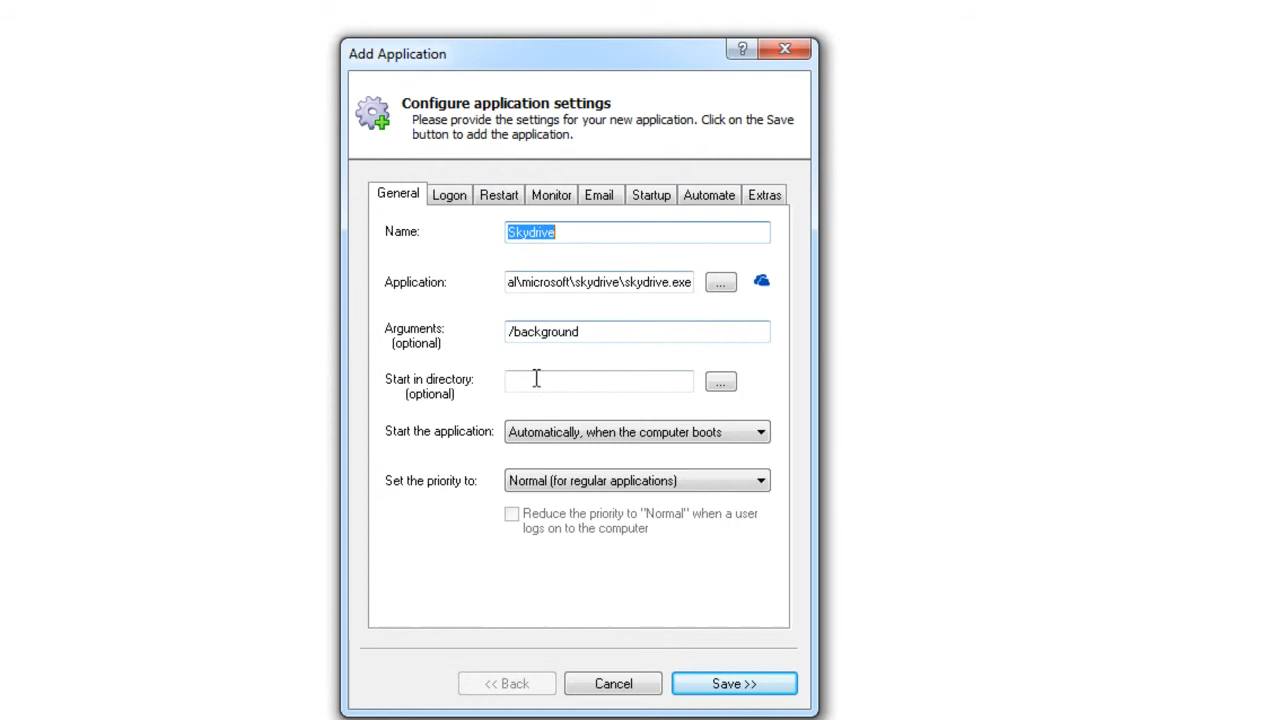 Add Application
?
Configure application settings
Please provide the settings for your new application. Click on the Save
button to add the application.
General Logon Restart Monitor Email Startup Automate Extras
Name: Skydrive
Application: al\microsoft\skydrive\skydrive.exe ...
Arguments: /background
(optional)
Start in directory: ...
(optional)
Start the application: Automatically, when the computer boots
Set the priority to: Normal (for regular applications)
Reduce the priority to "Normal" when a user
logs on to the computer
<< Back Cancel Save >>